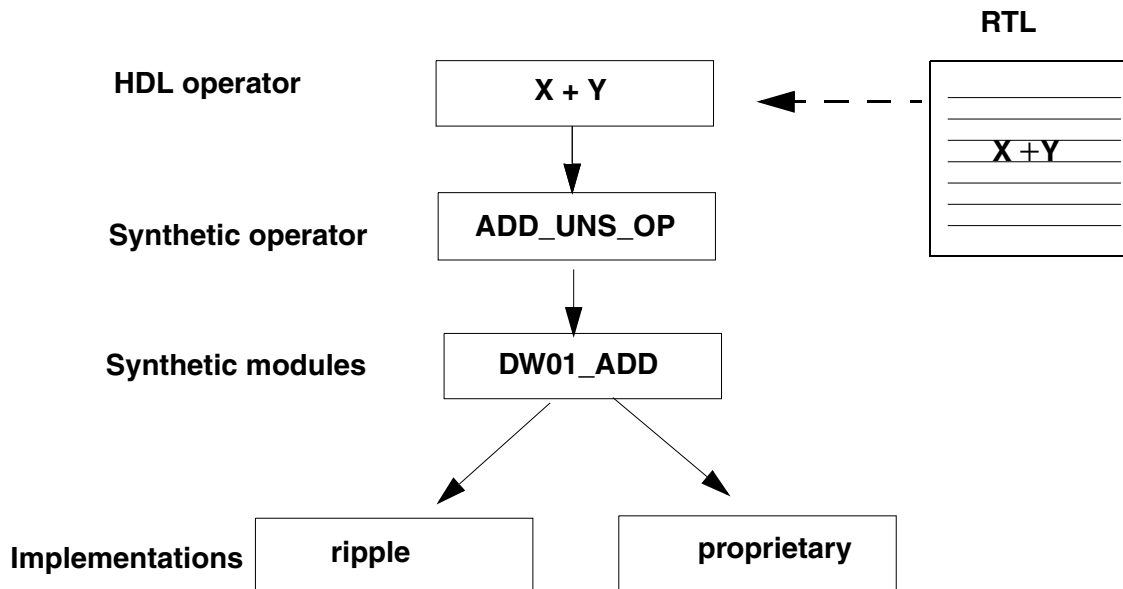 RTL
HDL operator
X + Y
X +Y
Synthetic operator
ADD_UNS_OP
Synthetic modules
DW01_ADD
Implementations
ripple
proprietary